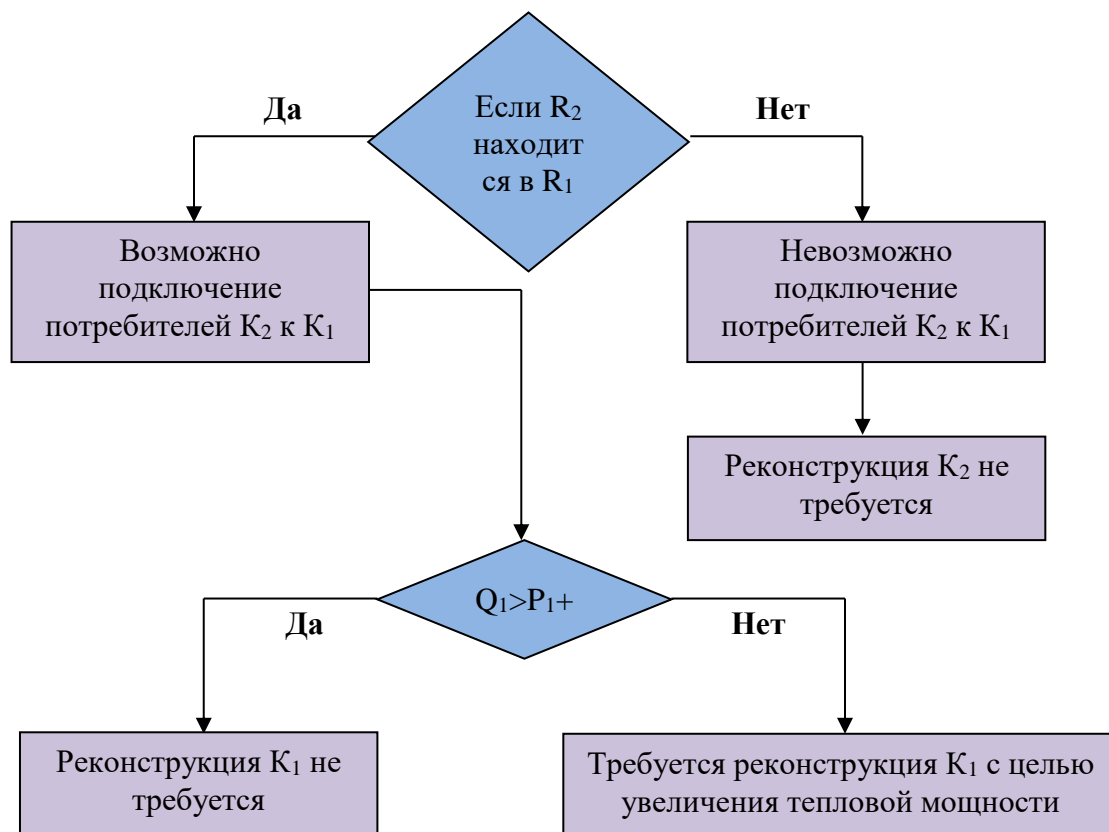 Да
Если R₂
находит
ся в R₁
Нет
Возможно
подключение
потребителей К₂ к К₁
Невозможно
подключение
потребителей К₂ к К₁
Реконструкция К₂ не
требуется
Q₁>P₁+
Да
Нет
Реконструкция К₁ не
требуется
Требуется реконструкция К₁ с целью
увеличения тепловой мощности